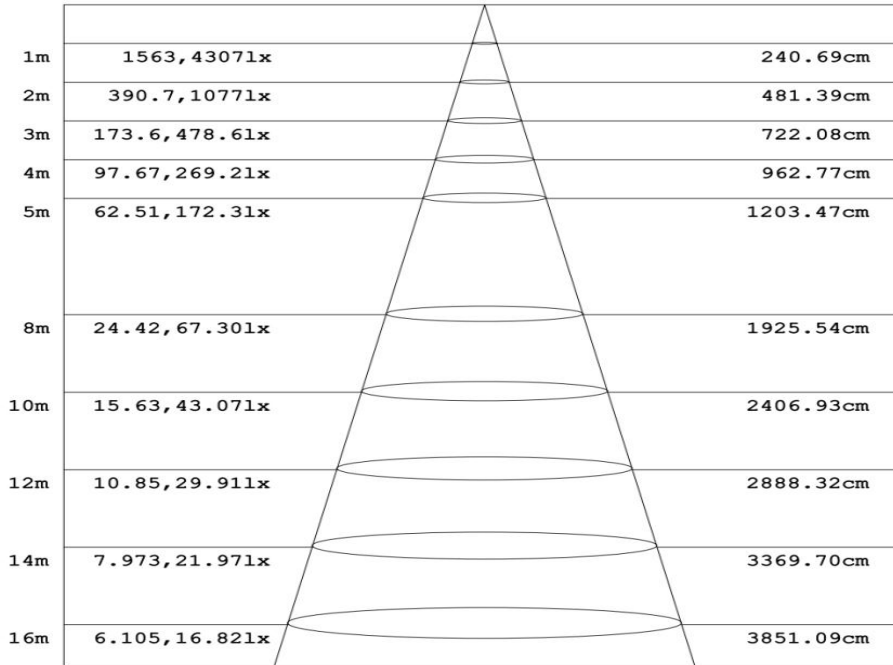 1m 1563,4307lx 240.69cm
2m 390.7,1077lx 481.39cm
3m 173.6,478.6lx 722.08cm
4m 97.67,269.2lx 962.77cm
5m 62.51,172.3lx 1203.47cm
8m 24.42,67.30lx 1925.54cm
10m 15.63,43.07lx 2406.93cm
12m 10.85,29.91lx 2888.32cm
14m 7.973,21.97lx 3369.70cm
16m 6.105,16.82lx 3851.09cm